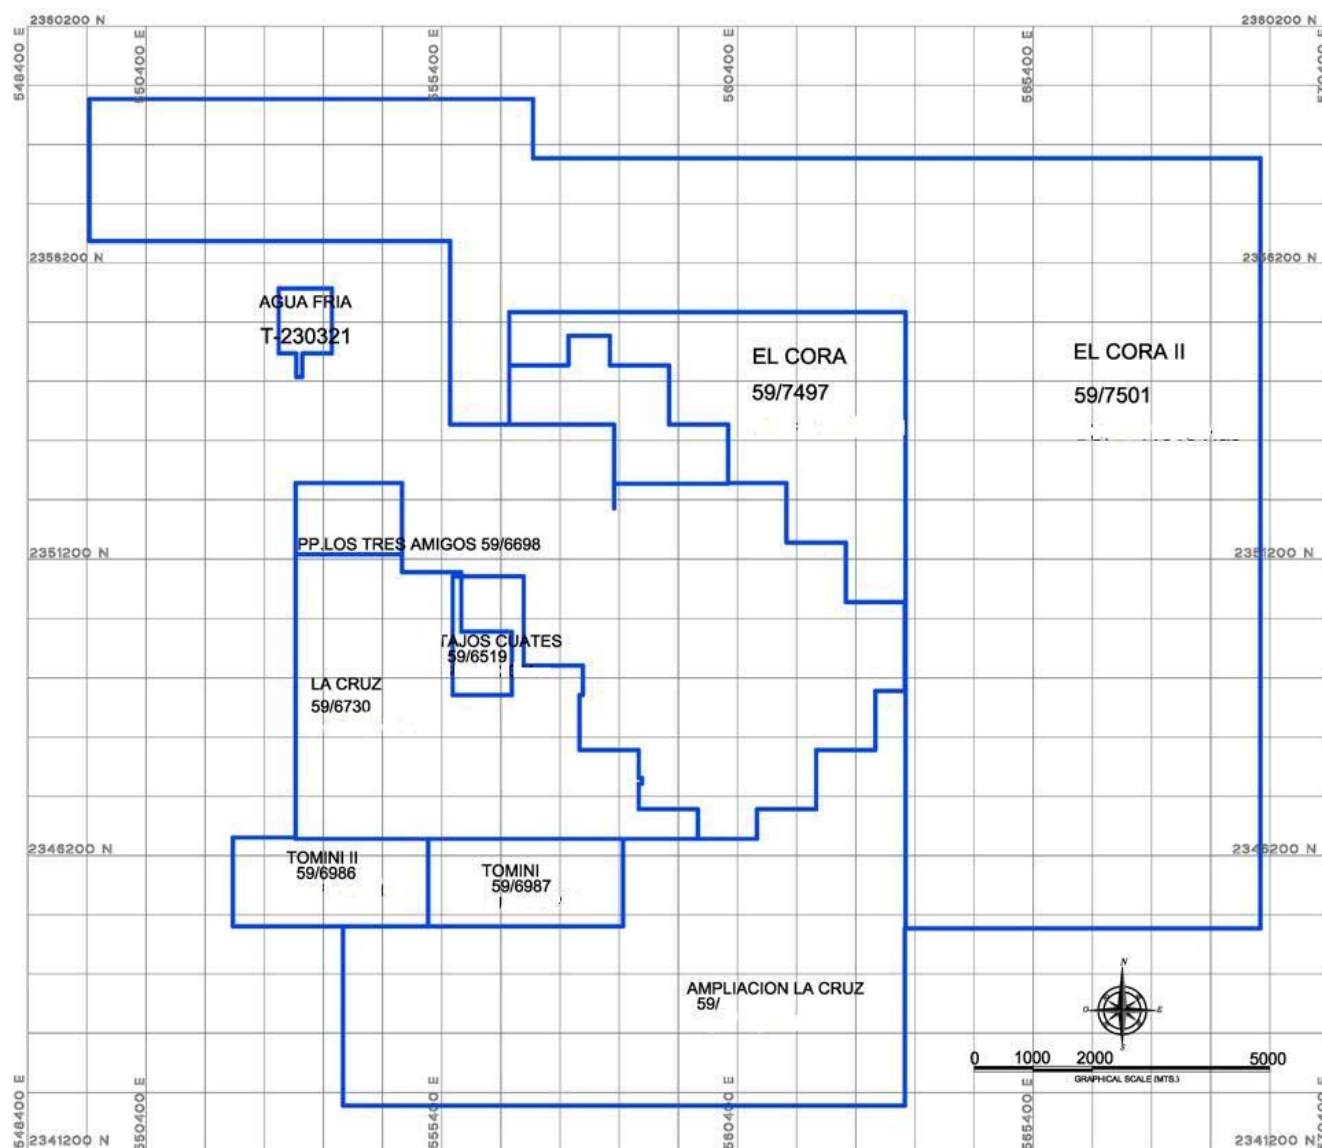 2360200 N
2360200 N
548400 E
550400 E
555400 E
560400 E
565400 E
570400 E
2356200 N
2356200 N
AGUA FRIA
T-230321
EL CORA
59/7497
EL CORA II
59/7501
2351200 N
PP.LOS TRES AMIGOS 59/6698
2351200 N
TAJOS CUATES
59/6519
LA CRUZ
59/6730
2346200 N
2346200 N
TOMINI II
59/6986
TOMINI
59/6987
AMPLIACION LA CRUZ
59/
N
O
E
S
0 1000 2000 5000
GRAPHICAL SCALE (MTS.)
548400 E
550400 E
555400 E
560400 E
565400 E
2341200 N
2341200 N